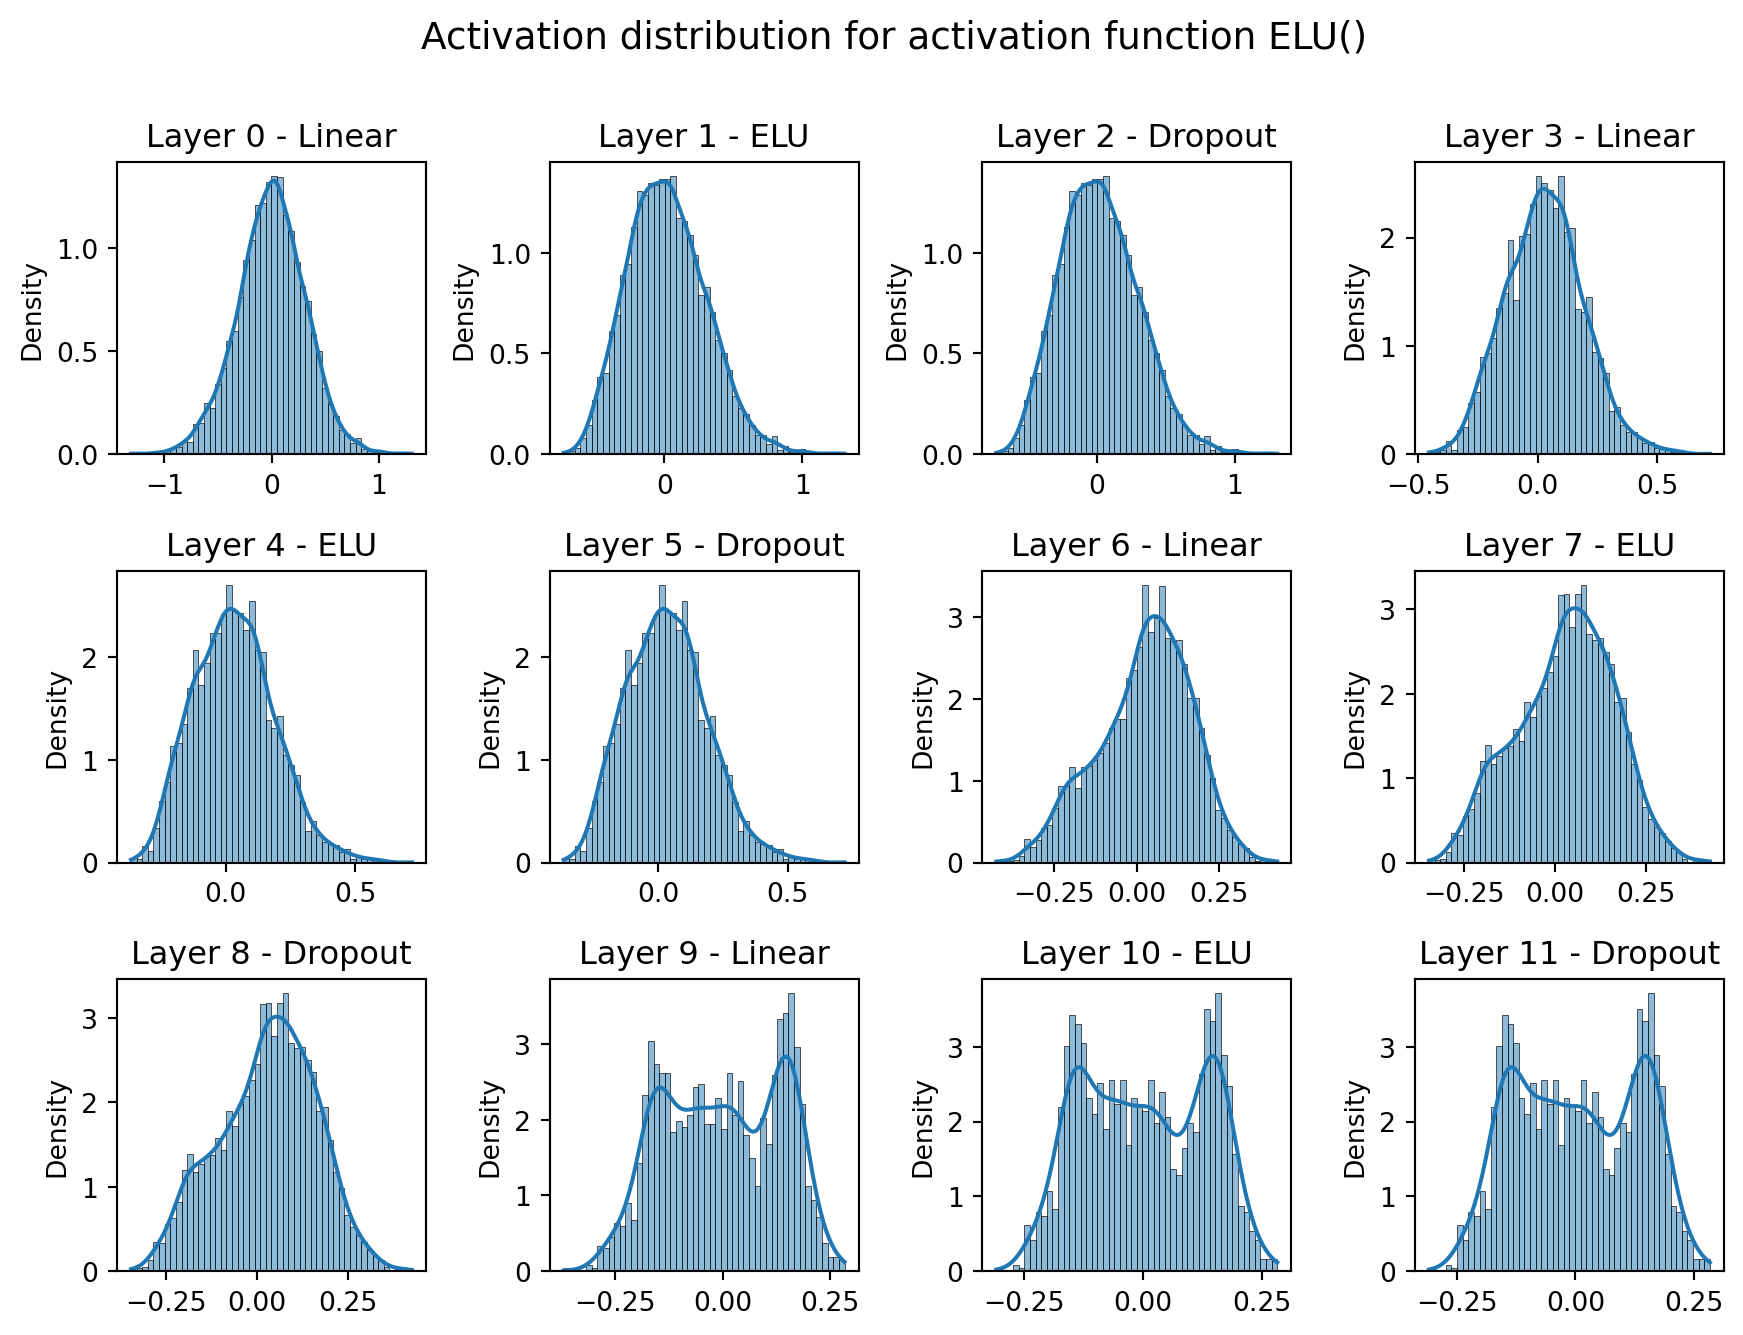 Activation distribution for activation function ELU()
Layer 0 - Linear
Density
1.0
0.5
0.0
−1 0 1
Layer 1 - ELU
Density
1.0
0.5
0.0
0 1
Layer 2 - Dropout
Density
1.0
0.5
0.0
0 1
Layer 3 - Linear
Density
2
1
0
−0.5 0.0 0.5
Layer 4 - ELU
Density
2
1
0
0.0 0.5
Layer 5 - Dropout
Density
2
1
0
0.0 0.5
Layer 6 - Linear
Density
3
2
1
0
−0.25 0.00 0.25
Layer 7 - ELU
Density
3
2
1
0
−0.25 0.00 0.25
Layer 8 - Dropout
Density
3
2
1
0
−0.25 0.00 0.25
Layer 9 - Linear
Density
3
2
1
0
−0.25 0.00 0.25
Layer 10 - ELU
Density
3
2
1
0
−0.25 0.00 0.25
Layer 11 - Dropout
Density
3
2
1
0
−0.25 0.00 0.25